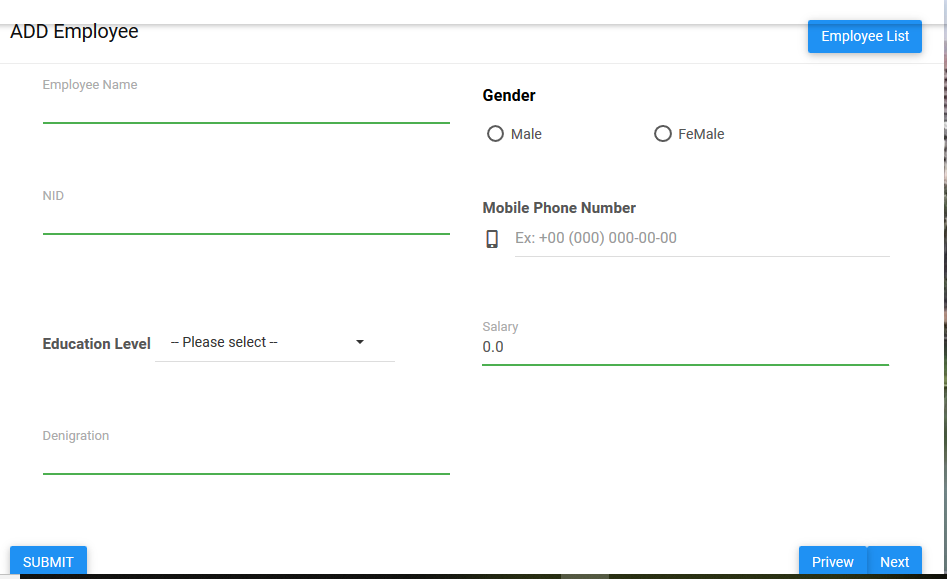 ADD Employee
Employee List
Employee Name
Gender
Male
FeMale
NID
Mobile Phone Number
Ex: +00 (000) 000-00-00
Education Level
-- Please select --
Salary
0.0
Denigration
SUBMIT
Privew
Next